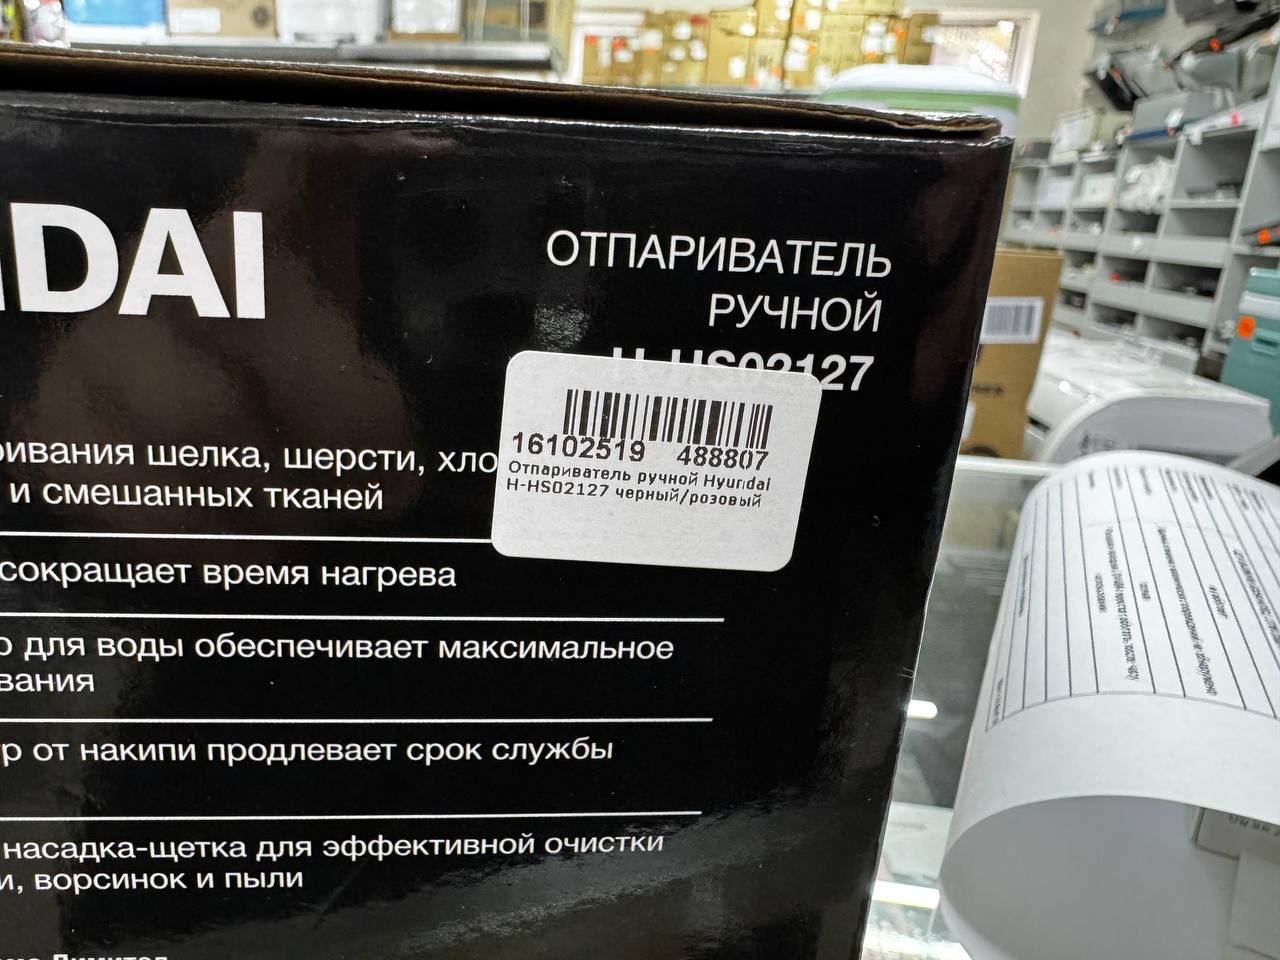 DAI
ОТПАРИВАТЕЛЬ
РУЧНОЙ
H-HS02127
16102519 488807
Отпариватель ручной Hyundai
H-HS02127 черный/розовый
ривания шелка, шерсти, хло
и смешанных тканей
сокращает время нагрева
для воды обеспечивает максимальное
вания
р от накипи продлевает срок службы
насадка-щетка для эффективной очистки
и, ворсинок и пыли